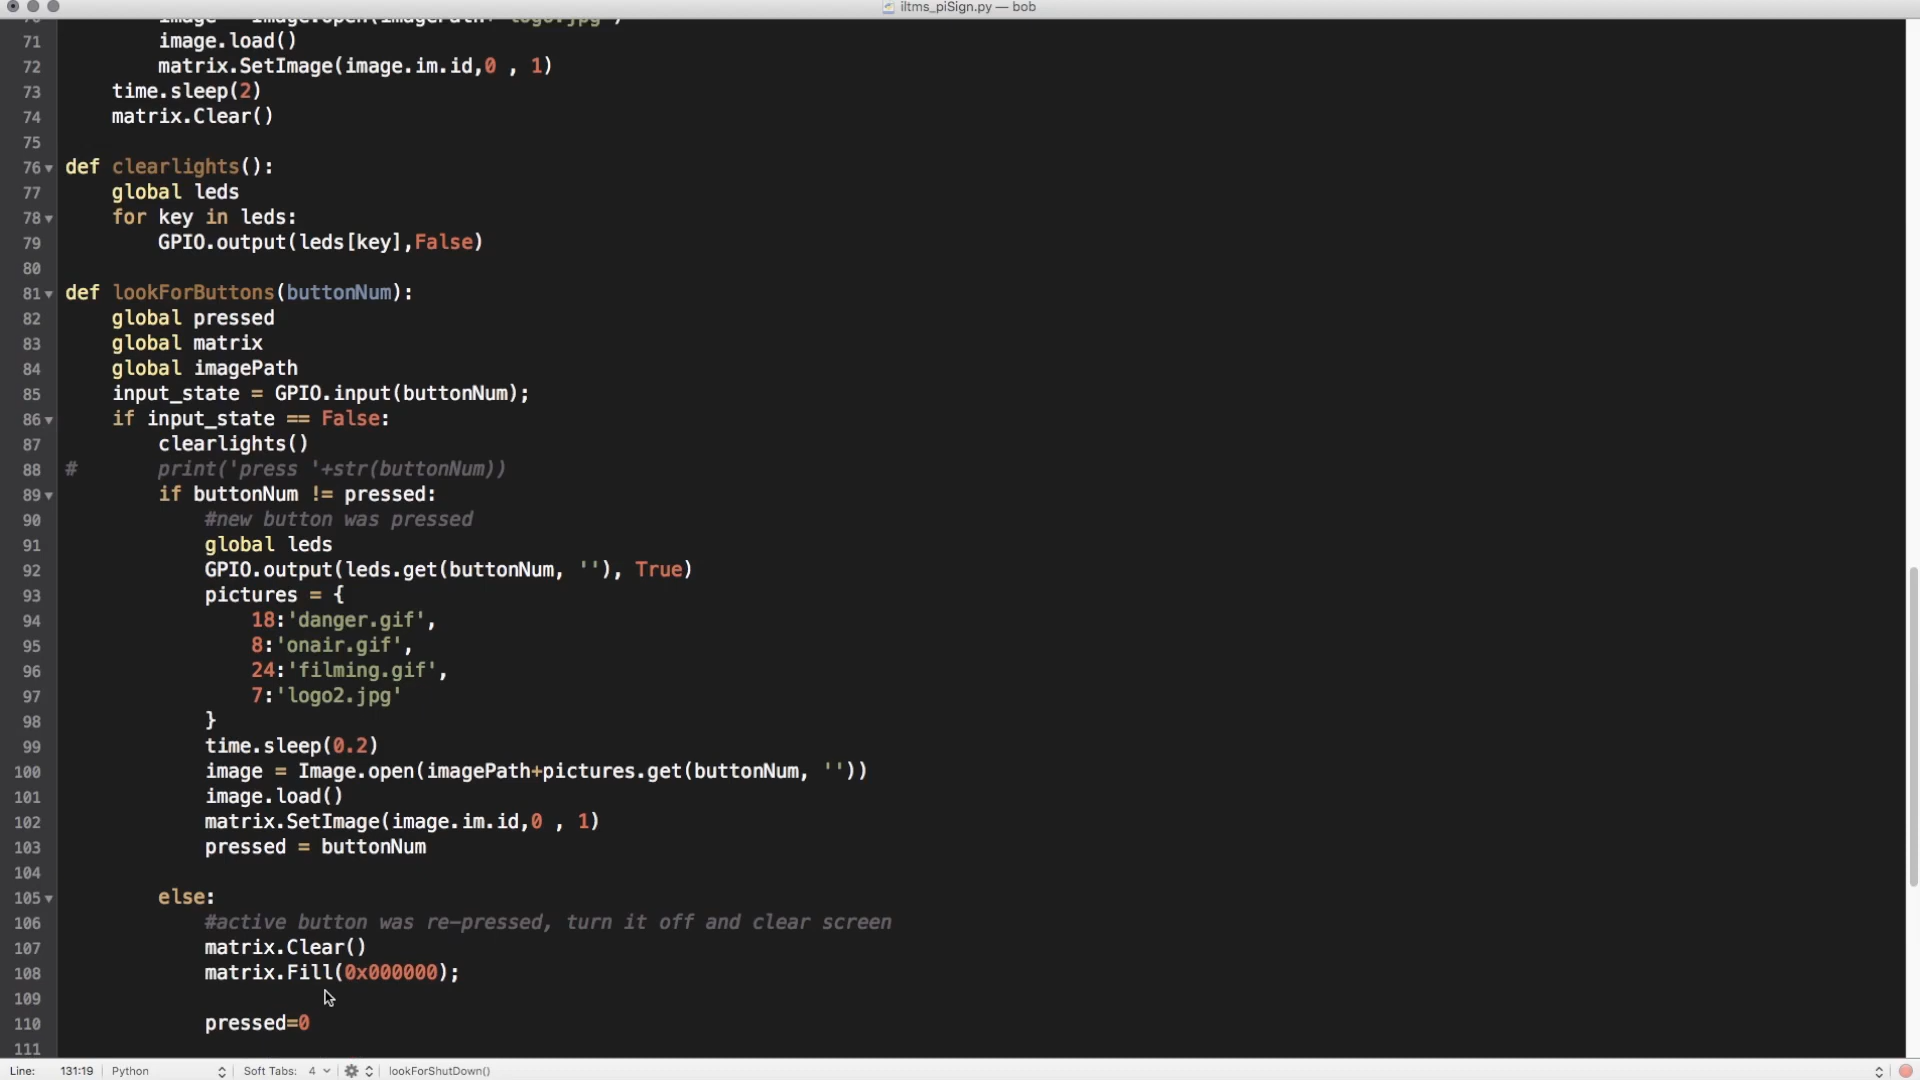 iltms_piSign.py — bob
70 image = Image.open(imagePath+'logo.jpg')
71 image.load()
72 matrix.SetImage(image.im.id,0 , 1)
73 time.sleep(2)
74 matrix.Clear()
75
76 def clearlights():
77 global leds
78 for key in leds:
79 GPIO.output(leds[key],False)
80
81 def lookForButtons(buttonNum):
82 global pressed
83 global matrix
84 global imagePath
85 input_state = GPIO.input(buttonNum);
86 if input_state == False:
87 clearlights()
88 # print('press '+str(buttonNum))
89 if buttonNum != pressed:
90 #new button was pressed
91 global leds
92 GPIO.output(leds.get(buttonNum, ''), True)
93 pictures = {
94 18:'danger.gif',
95 8:'onair.gif',
96 24:'filming.gif',
97 7:'logo2.jpg'
98 }
99 time.sleep(0.2)
100 image = Image.open(imagePath+pictures.get(buttonNum, ''))
101 image.load()
102 matrix.SetImage(image.im.id,0 , 1)
103 pressed = buttonNum
104
105 else:
106 #active button was re-pressed, turn it off and clear screen
107 matrix.Clear()
108 matrix.Fill(0x000000);
109
110 pressed=0
111
Line: 131:19 Python Soft Tabs: 4 lookForShutDown()